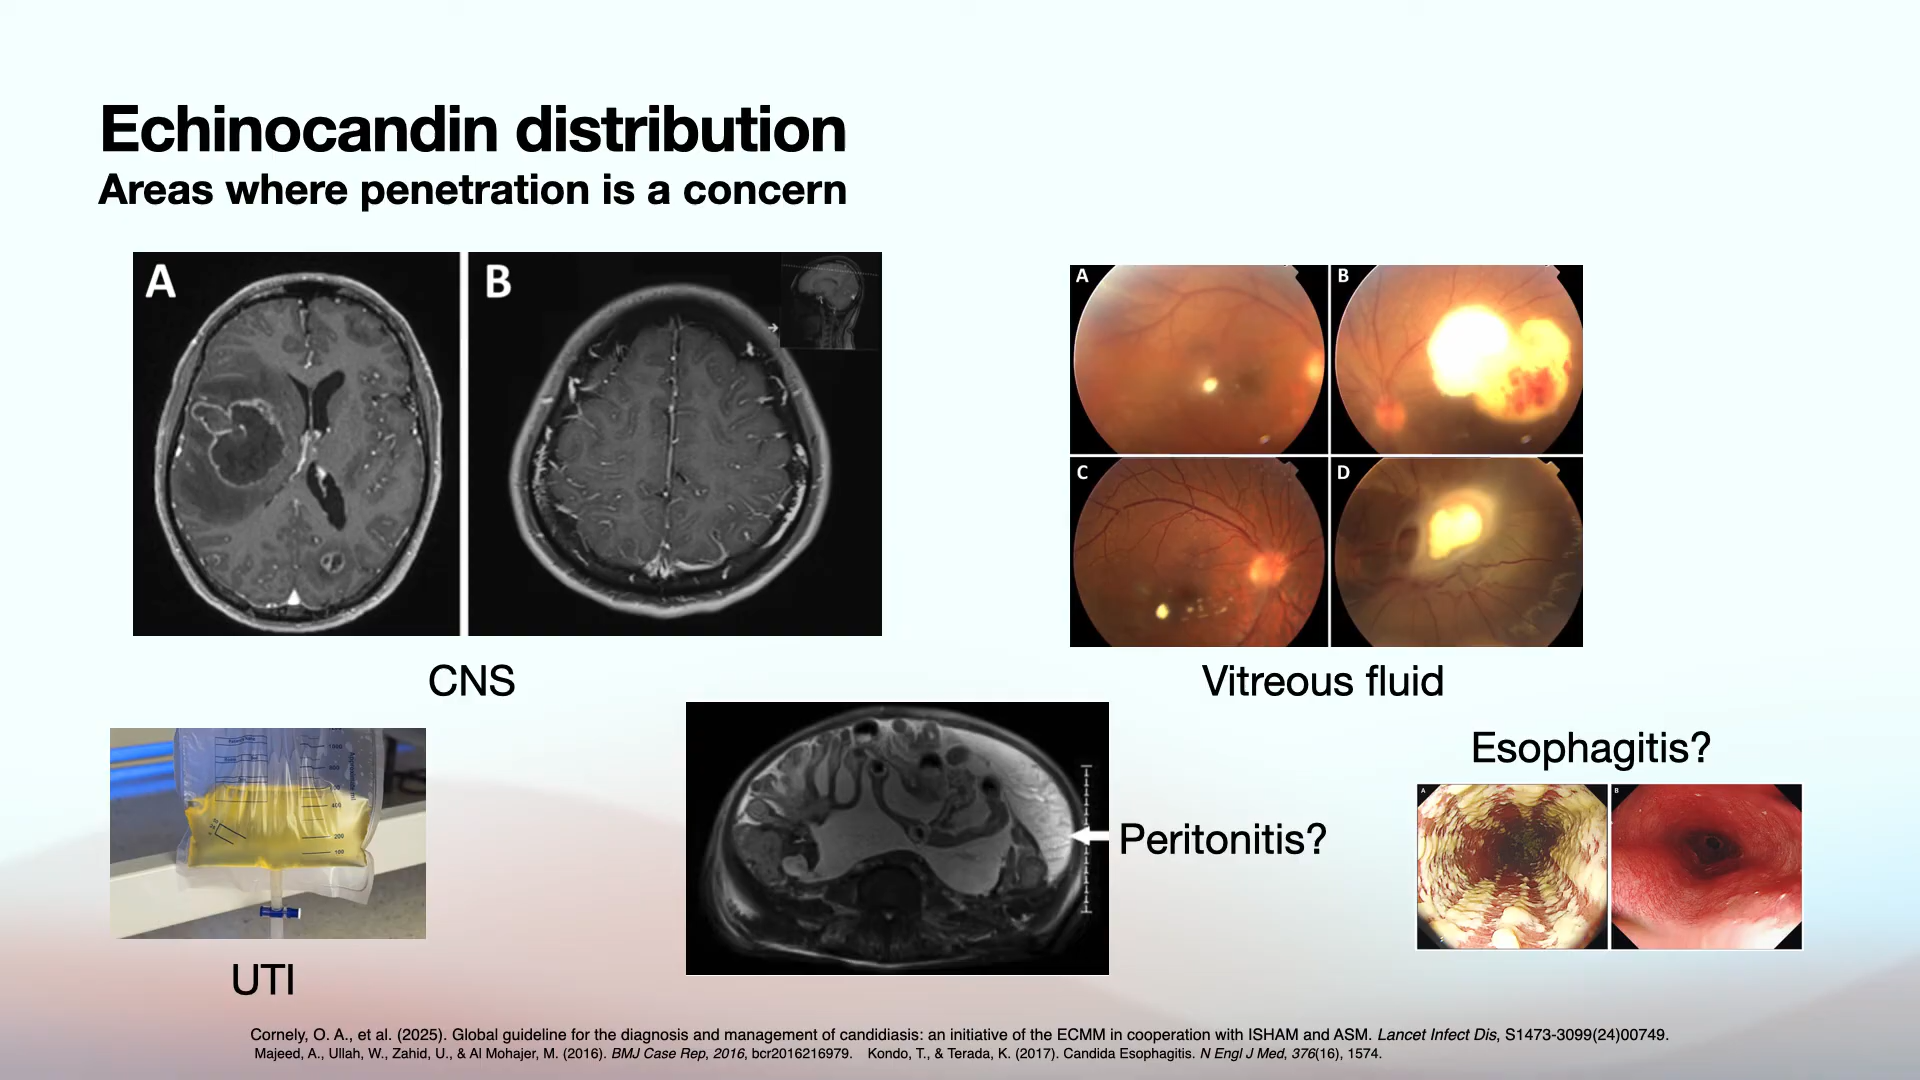 Echinocandin distribution
Areas where penetration is a concern
A
B
A
B
C
D
CNS
Vitreous fluid
Esophagitis?
A
B
400
200
100
Peritonitis?
UTI
Cornely, O. A., et al. (2025). Global guideline for the diagnosis and management of candidiasis: an initiative of the ECMM in cooperation with ISHAM and ASM. Lancet Infect Dis, S1473-3099(24)00749.
Majeed, A., Ullah, W., Zahid, U., & Al Mohajer, M. (2016). BMJ Case Rep, 2016, bcr2016216979. Kondo, T., & Terada, K. (2017). Candida Esophagitis. N Engl J Med, 376(16), 1574.